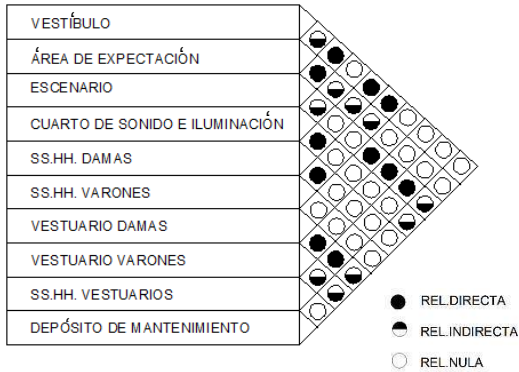 VESTÍBULO
ÁREA DE EXPECTACIÓN
ESCENARIO
CUARTO DE SONIDO E ILUMINACIÓN
SS.HH. DAMAS
SS.HH. VARONES
VESTUARIO DAMAS
VESTUARIO VARONES
SS.HH. VESTUARIOS
DEPÓSITO DE MANTENIMIENTO
REL.DIRECTA
REL.INDIRECTA
REL.NULA